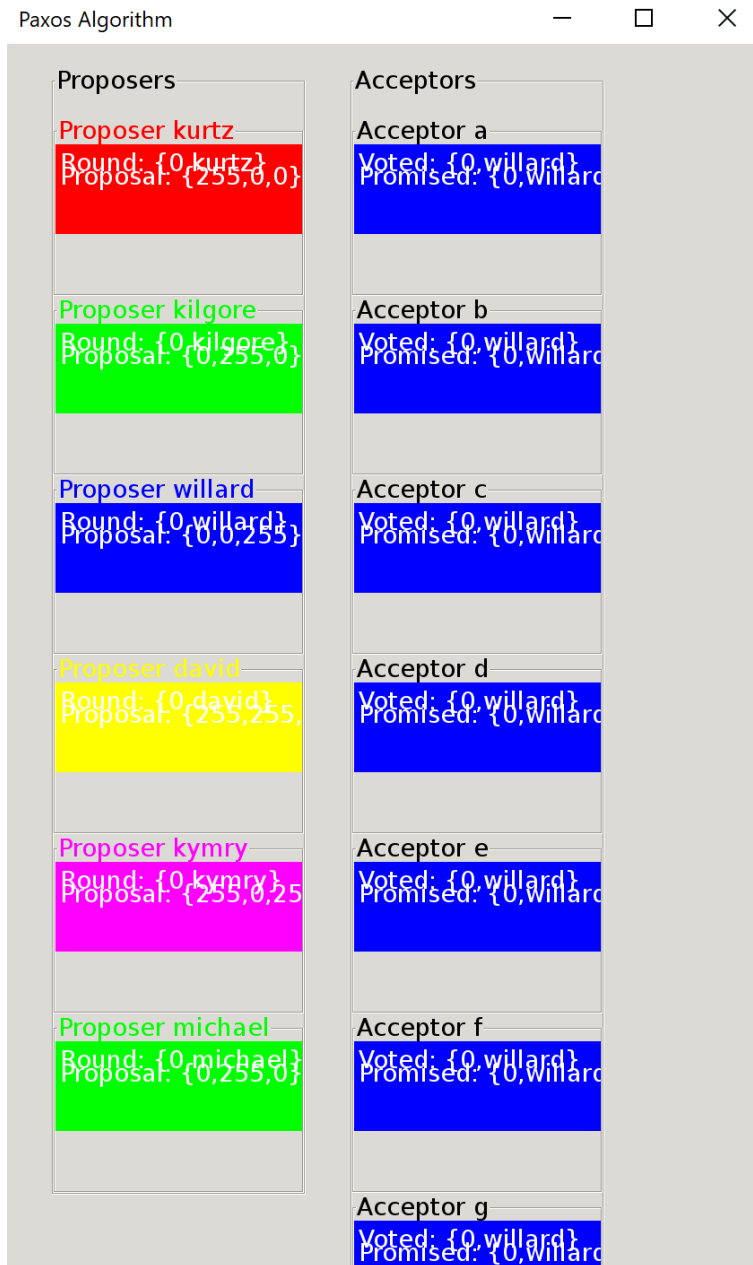 Paxos Algorithm
Proposers
Proposer kurtz
Round: {0,kurtz}
Proposal: {255,0,0}
Proposer kilgore
Round: {0,kilgore}
Proposal: {0,255,0}
Proposer willard
Round: {0,willard}
Proposal: {0,0,255}
Proposer david
Round: {0,david}
Proposal: {255,255,
Proposer kymry
Round: {0,kymry}
Proposal: {255,0,25
Proposer michael
Round: {0,michael}
Proposal: {0,255,0}
Acceptors
Acceptor a
Voted: {0,willard}
Promised: {0,willard
Acceptor b
Voted: {0,willard}
Promised: {0,willard
Acceptor c
Voted: {0,willard}
Promised: {0,willard
Acceptor d
Voted: {0,willard}
Promised: {0,willard
Acceptor e
Voted: {0,willard}
Promised: {0,willard
Acceptor f
Voted: {0,willard}
Promised: {0,willard
Acceptor g
Voted: {0,willard}
Promised: {0,willard